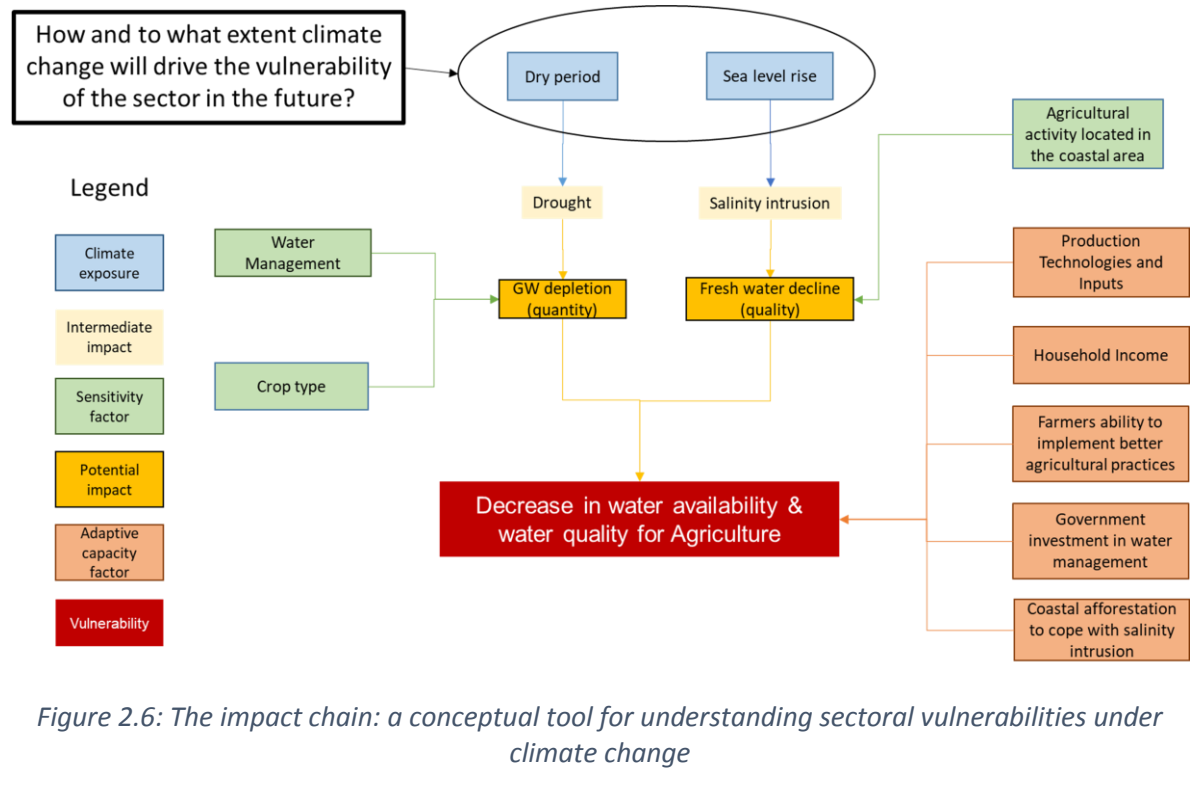 How and to what extent climate
change will drive the vulnerability
of the sector in the future?
Dry period
Sea level rise
Agricultural
activity located in
the coastal area
Legend
Drought
Salinity intrusion
Climate
exposure
Water
Management
Production
Technologies and
Inputs
GW depletion
(quantity)
Fresh water decline
(quality)
Intermediate
impact
Household Income
Crop type
Sensitivity
factor
Farmers ability to
implement better
agricultural practices
Potential
impact
Decrease in water availability &
water quality for Agriculture
Government
investment in water
management
Adaptive
capacity
factor
Vulnerability
Coastal afforestation
to cope with salinity
intrusion
Figure 2.6: The impact chain: a conceptual tool for understanding sectoral vulnerabilities under
climate change